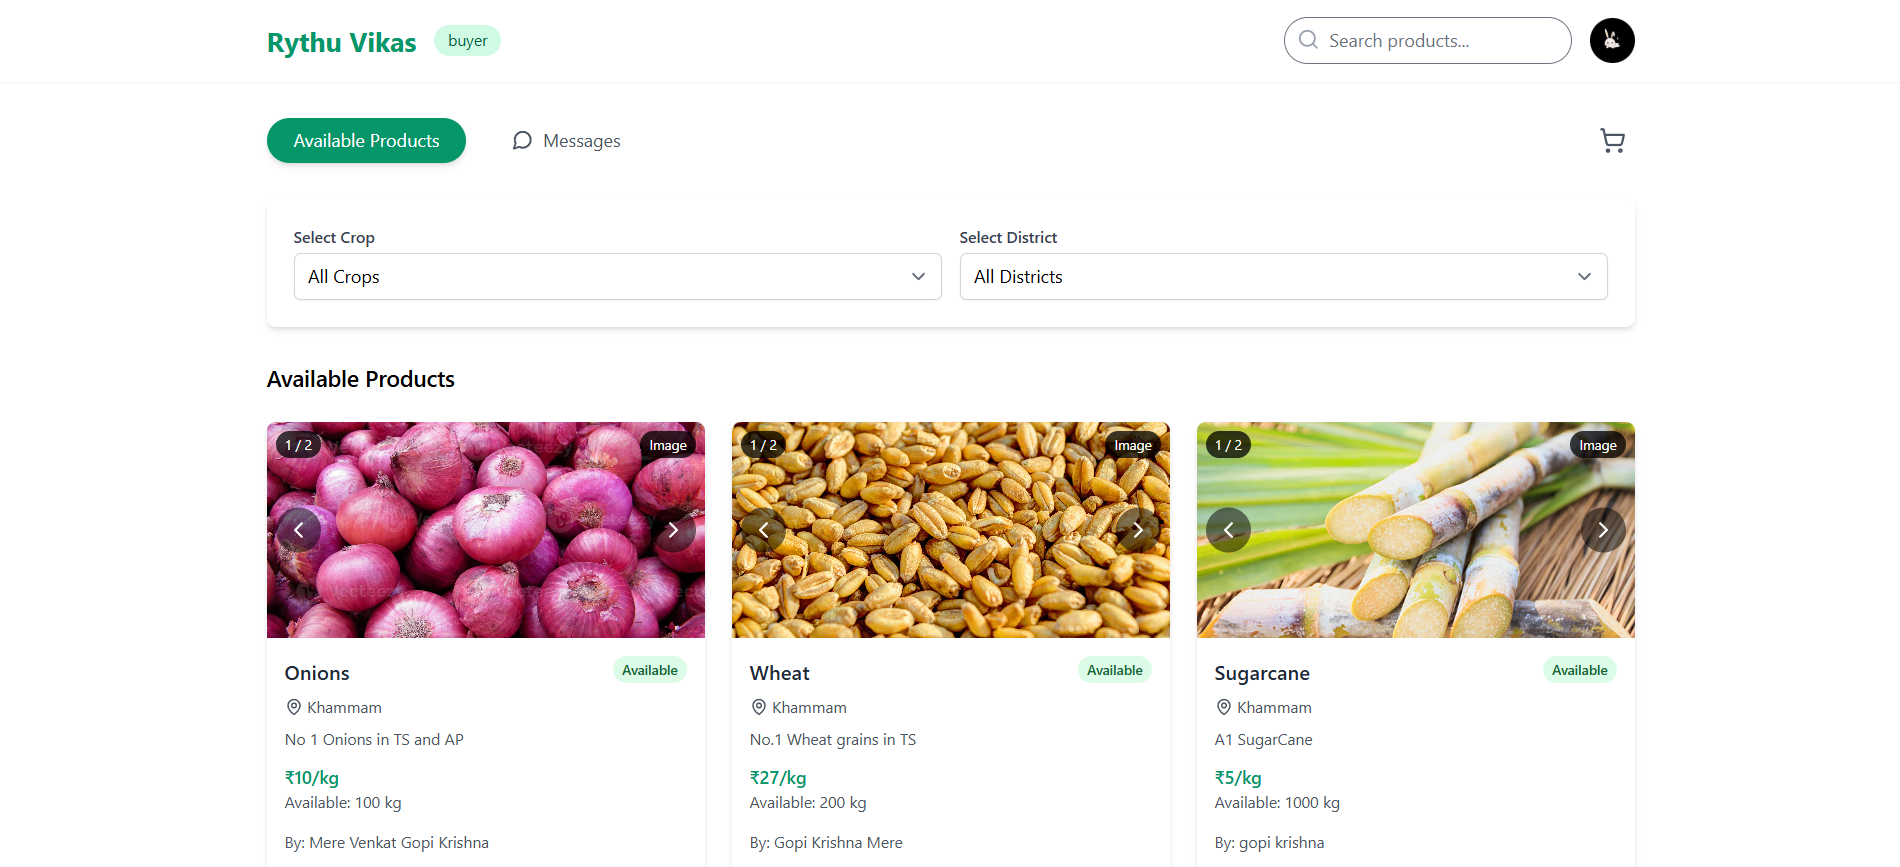 Rythu Vikas
buyer
Search products...
Available Products
Messages
Select Crop
Select District
All Crops
All Districts
Available Products
1 / 2
Image
1 / 2
Image
1 / 2
Image
Onions
Available
Khammam
No 1 Onions in TS and AP
₹10/kg
Available: 100 kg
By: Mere Venkat Gopi Krishna
Wheat
Available
Khammam
No.1 Wheat grains in TS
₹27/kg
Available: 200 kg
By: Gopi Krishna Mere
Sugarcane
Available
Khammam
A1 SugarCane
₹5/kg
Available: 1000 kg
By: gopi krishna